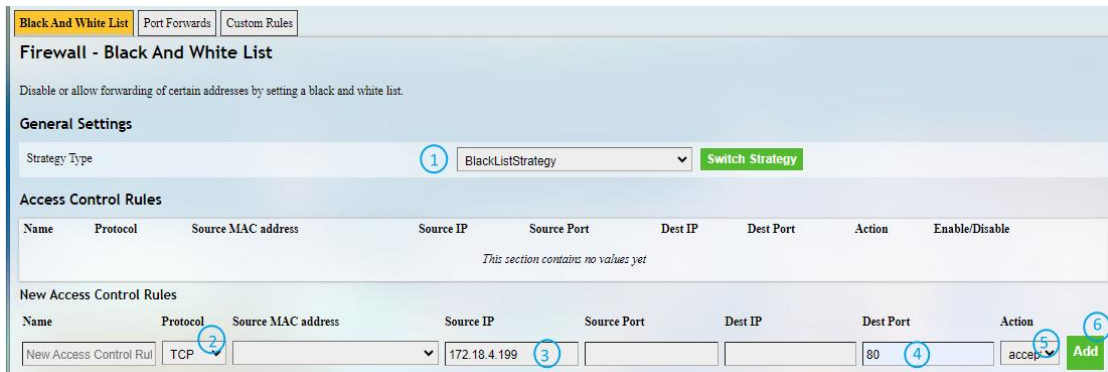 Black And White List Port Forwards Custom Rules
Firewall - Black And White List
Disable or allow forwarding of certain addresses by setting a black and white list.
General Settings
Strategy Type 1 BlackListStrategy Switch Strategy
Access Control Rules
Name Protocol Source MAC address Source IP Source Port Dest IP Dest Port Action Enable/Disable
This section contains no values yet
New Access Control Rules
Name Protocol Source MAC address Source IP Source Port Dest IP Dest Port Action 6
New Access Control Rul TCP 2 172.18.4.199 3 80 4 accep 5 Add